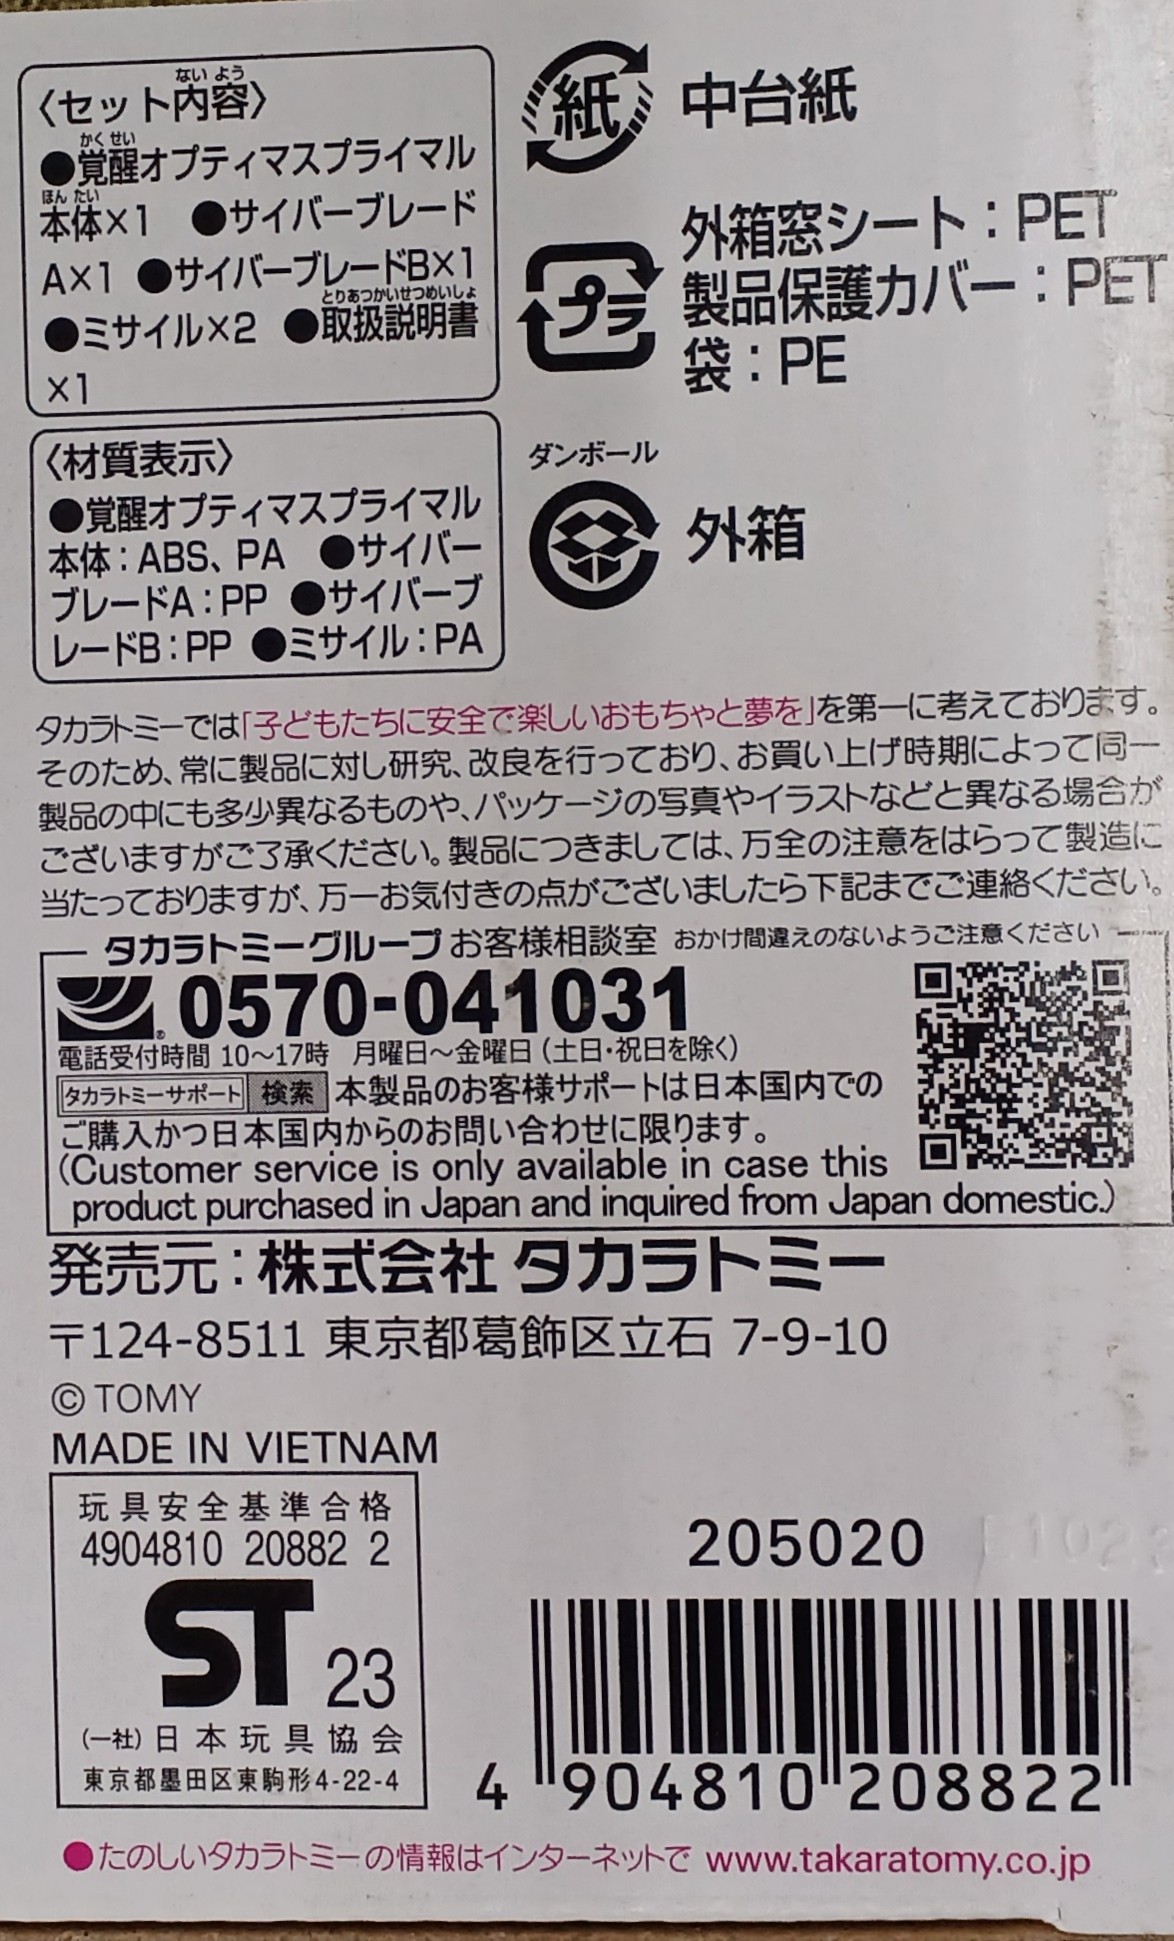 〈セット内容〉
ないよう
●覚醒オプティマスプライマル
かくせい
本体×1 ●サイバーブレード
ほんたい
A×1 ●サイバーブレードB×1
●ミサイル×2 ●取扱説明書
とりあつかいせつめいしょ
×1
〈材質表示〉
●覚醒オプティマスプライマル
本体：ABS、PA ●サイバー
ブレードA：PP ●サイバーブ
レードB：PP ●ミサイル：PA
紙 中台紙
プラ
外箱窓シート：PET
製品保護カバー：PET
袋：PE
ダンボール
外箱
タカラトミーでは「子どもたちに安全で楽しいおもちゃと夢を」を第一に考えております。
そのため、常に製品に対し研究、改良を行っており、お買い上げ時期によって同一
製品の中にも多少異なるものや、パッケージの写真やイラストなどと異なる場合が
ございますがご了承ください。製品につきましては、万全の注意をはらって製造に
当たっておりますが、万一お気付きの点がございましたら下記までご連絡ください。
タカラトミーグループお客様相談室 おかけ間違えのないようご注意ください
0570-041031
電話受付時間 10～17時 月曜日～金曜日（土日・祝日を除く）
タカラトミーサポート 検索 本製品のお客様サポートは日本国内での
ご購入かつ日本国内からのお問い合わせに限ります。
(Customer service is only available in case this
product purchased in Japan and inquired from Japan domestic.)
発売元：株式会社 タカラトミー
〒124-8511 東京都葛飾区立石 7-9-10
© TOMY
MADE IN VIETNAM
玩具安全基準合格
4904810 20882 2
ST 23
(一社)日本玩具協会
東京都墨田区東駒形4-22-4
205020
4 904810 208822
●たのしいタカラトミーの情報はインターネットで www.takaratomy.co.jp